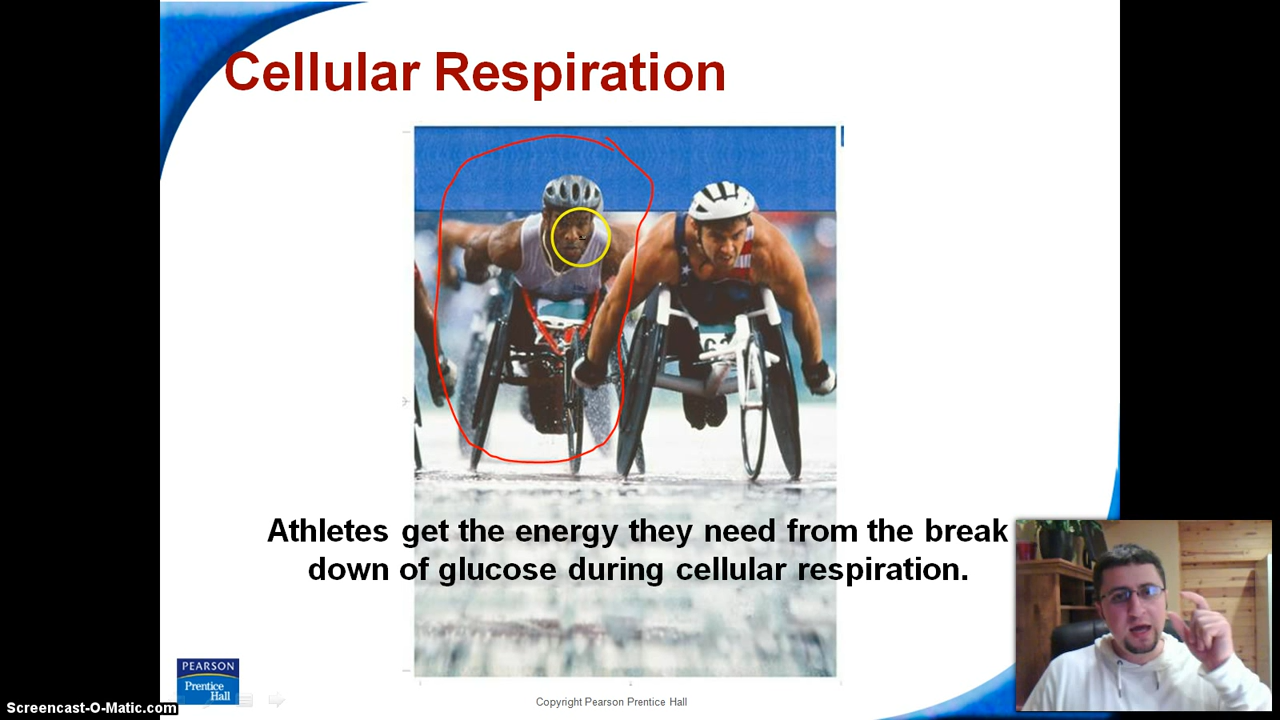 Cellular Respiration
Athletes get the energy they need from the break
down of glucose during cellular respiration.
PEARSON
Prentice
Hall
Copyright Pearson Prentice Hall
Screencast-O-Matic.com